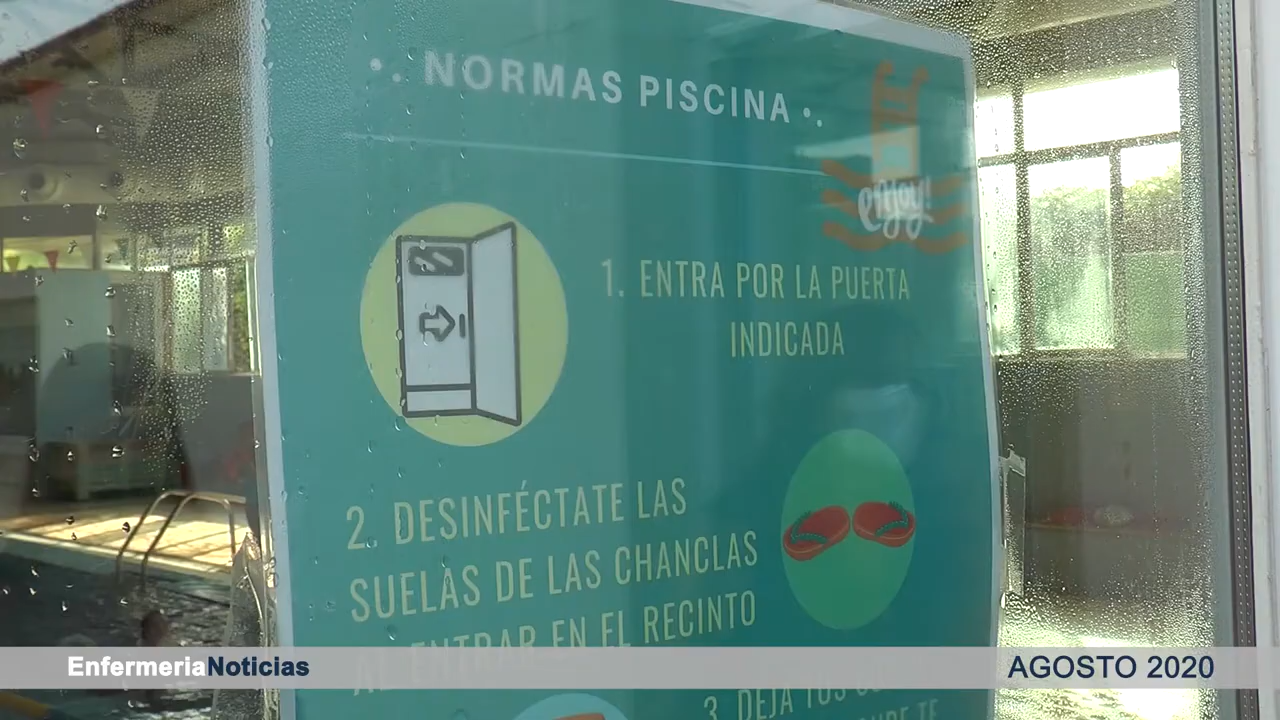 NORMAS PISCINA
enjoy!
1. ENTRA POR LA PUERTA
INDICADA
2. DESINFÉCTATE LAS
SUELAS DE LAS CHANCLAS
AL ENTRAR EN EL RECINTO
3. DEJA TUS
EnfermeriaNoticias
AGOSTO 2020